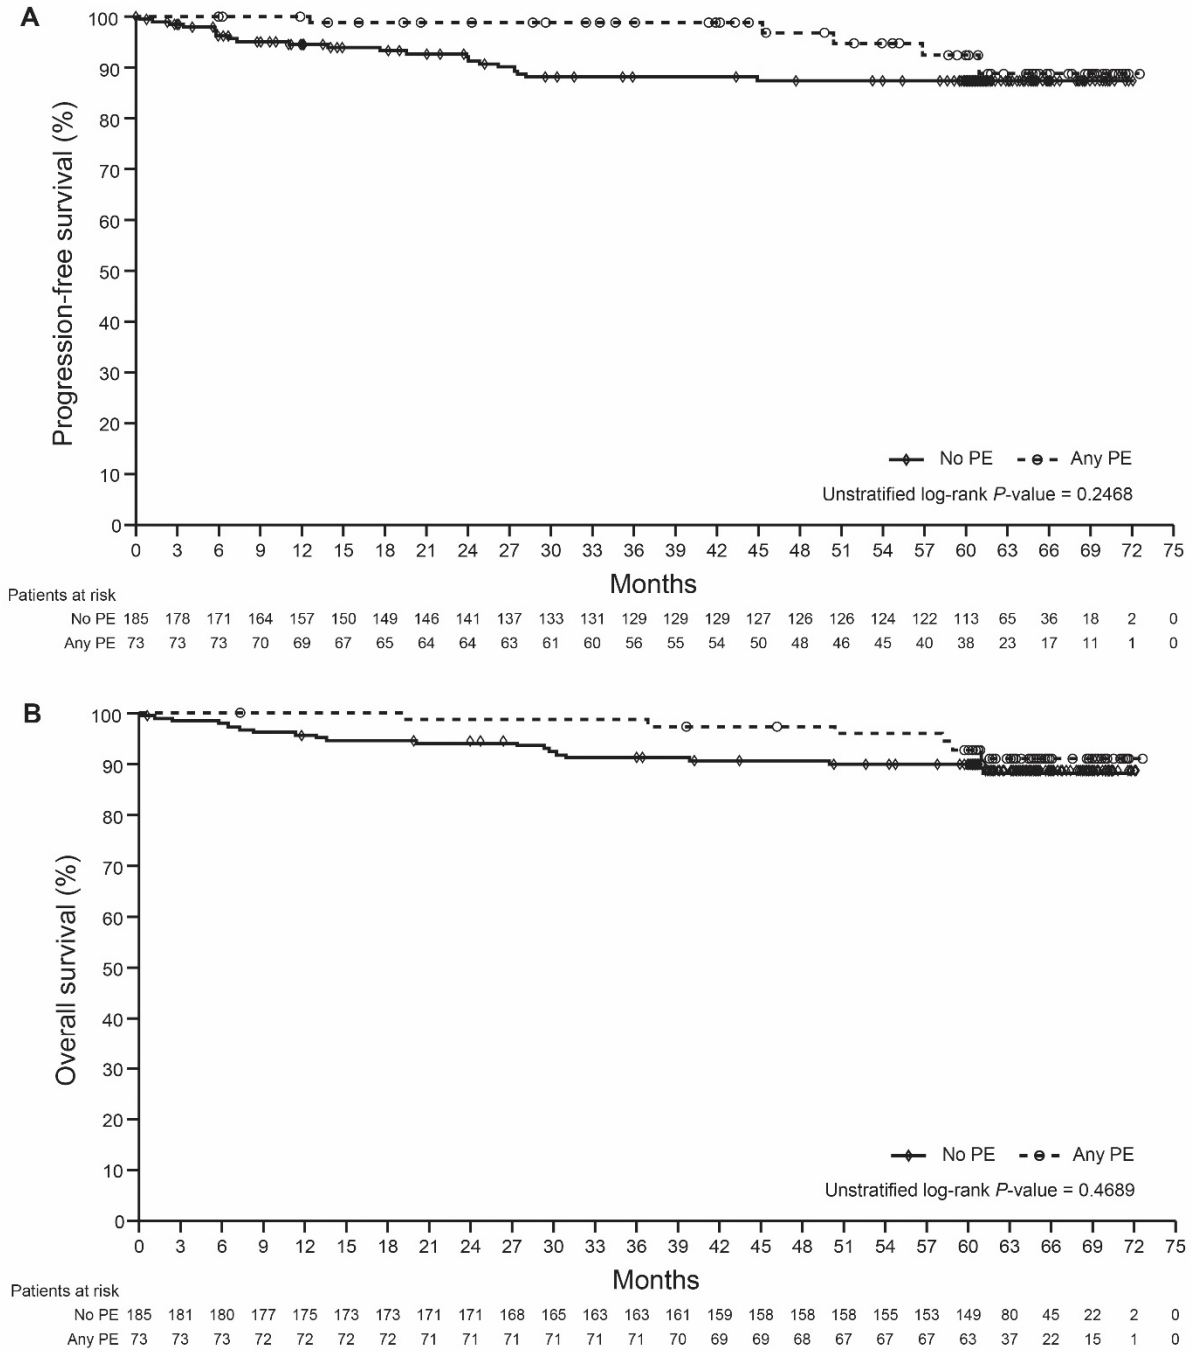 A
Progression-free survival (%)
100
90
80
70
60
50
40
30
20
10
0
No PE Any PE
Unstratified log-rank P-value = 0.2468
0 3 6 9 12 15 18 21 24 27 30 33 36 39 42 45 48 51 54 57 60 63 66 69 72 75
Months
Patients at risk
No PE 185 178 171 164 157 150 149 146 141 137 133 131 129 129 129 127 126 126 124 122 113 65 36 18 2 0
Any PE 73 73 73 70 69 67 65 64 64 63 61 60 56 55 54 50 48 46 45 40 38 23 17 11 1 0
B
Overall survival (%)
100
90
80
70
60
50
40
30
20
10
0
No PE Any PE
Unstratified log-rank P-value = 0.4689
0 3 6 9 12 15 18 21 24 27 30 33 36 39 42 45 48 51 54 57 60 63 66 69 72 75
Months
Patients at risk
No PE 185 181 180 177 175 173 173 171 171 168 165 163 163 161 159 158 158 158 155 153 149 80 45 22 2 0
Any PE 73 73 73 72 72 72 72 71 71 71 71 71 71 70 69 69 68 67 67 67 63 37 22 15 1 0